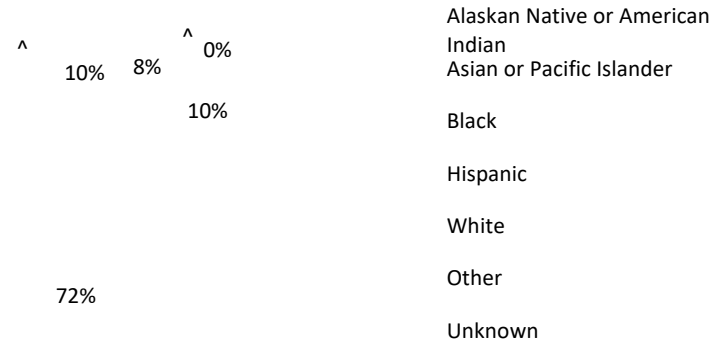 ^
^
0%
10%
8%
10%
72%
Alaskan Native or American
Indian
Asian or Pacific Islander
Black
Hispanic
White
Other
Unknown